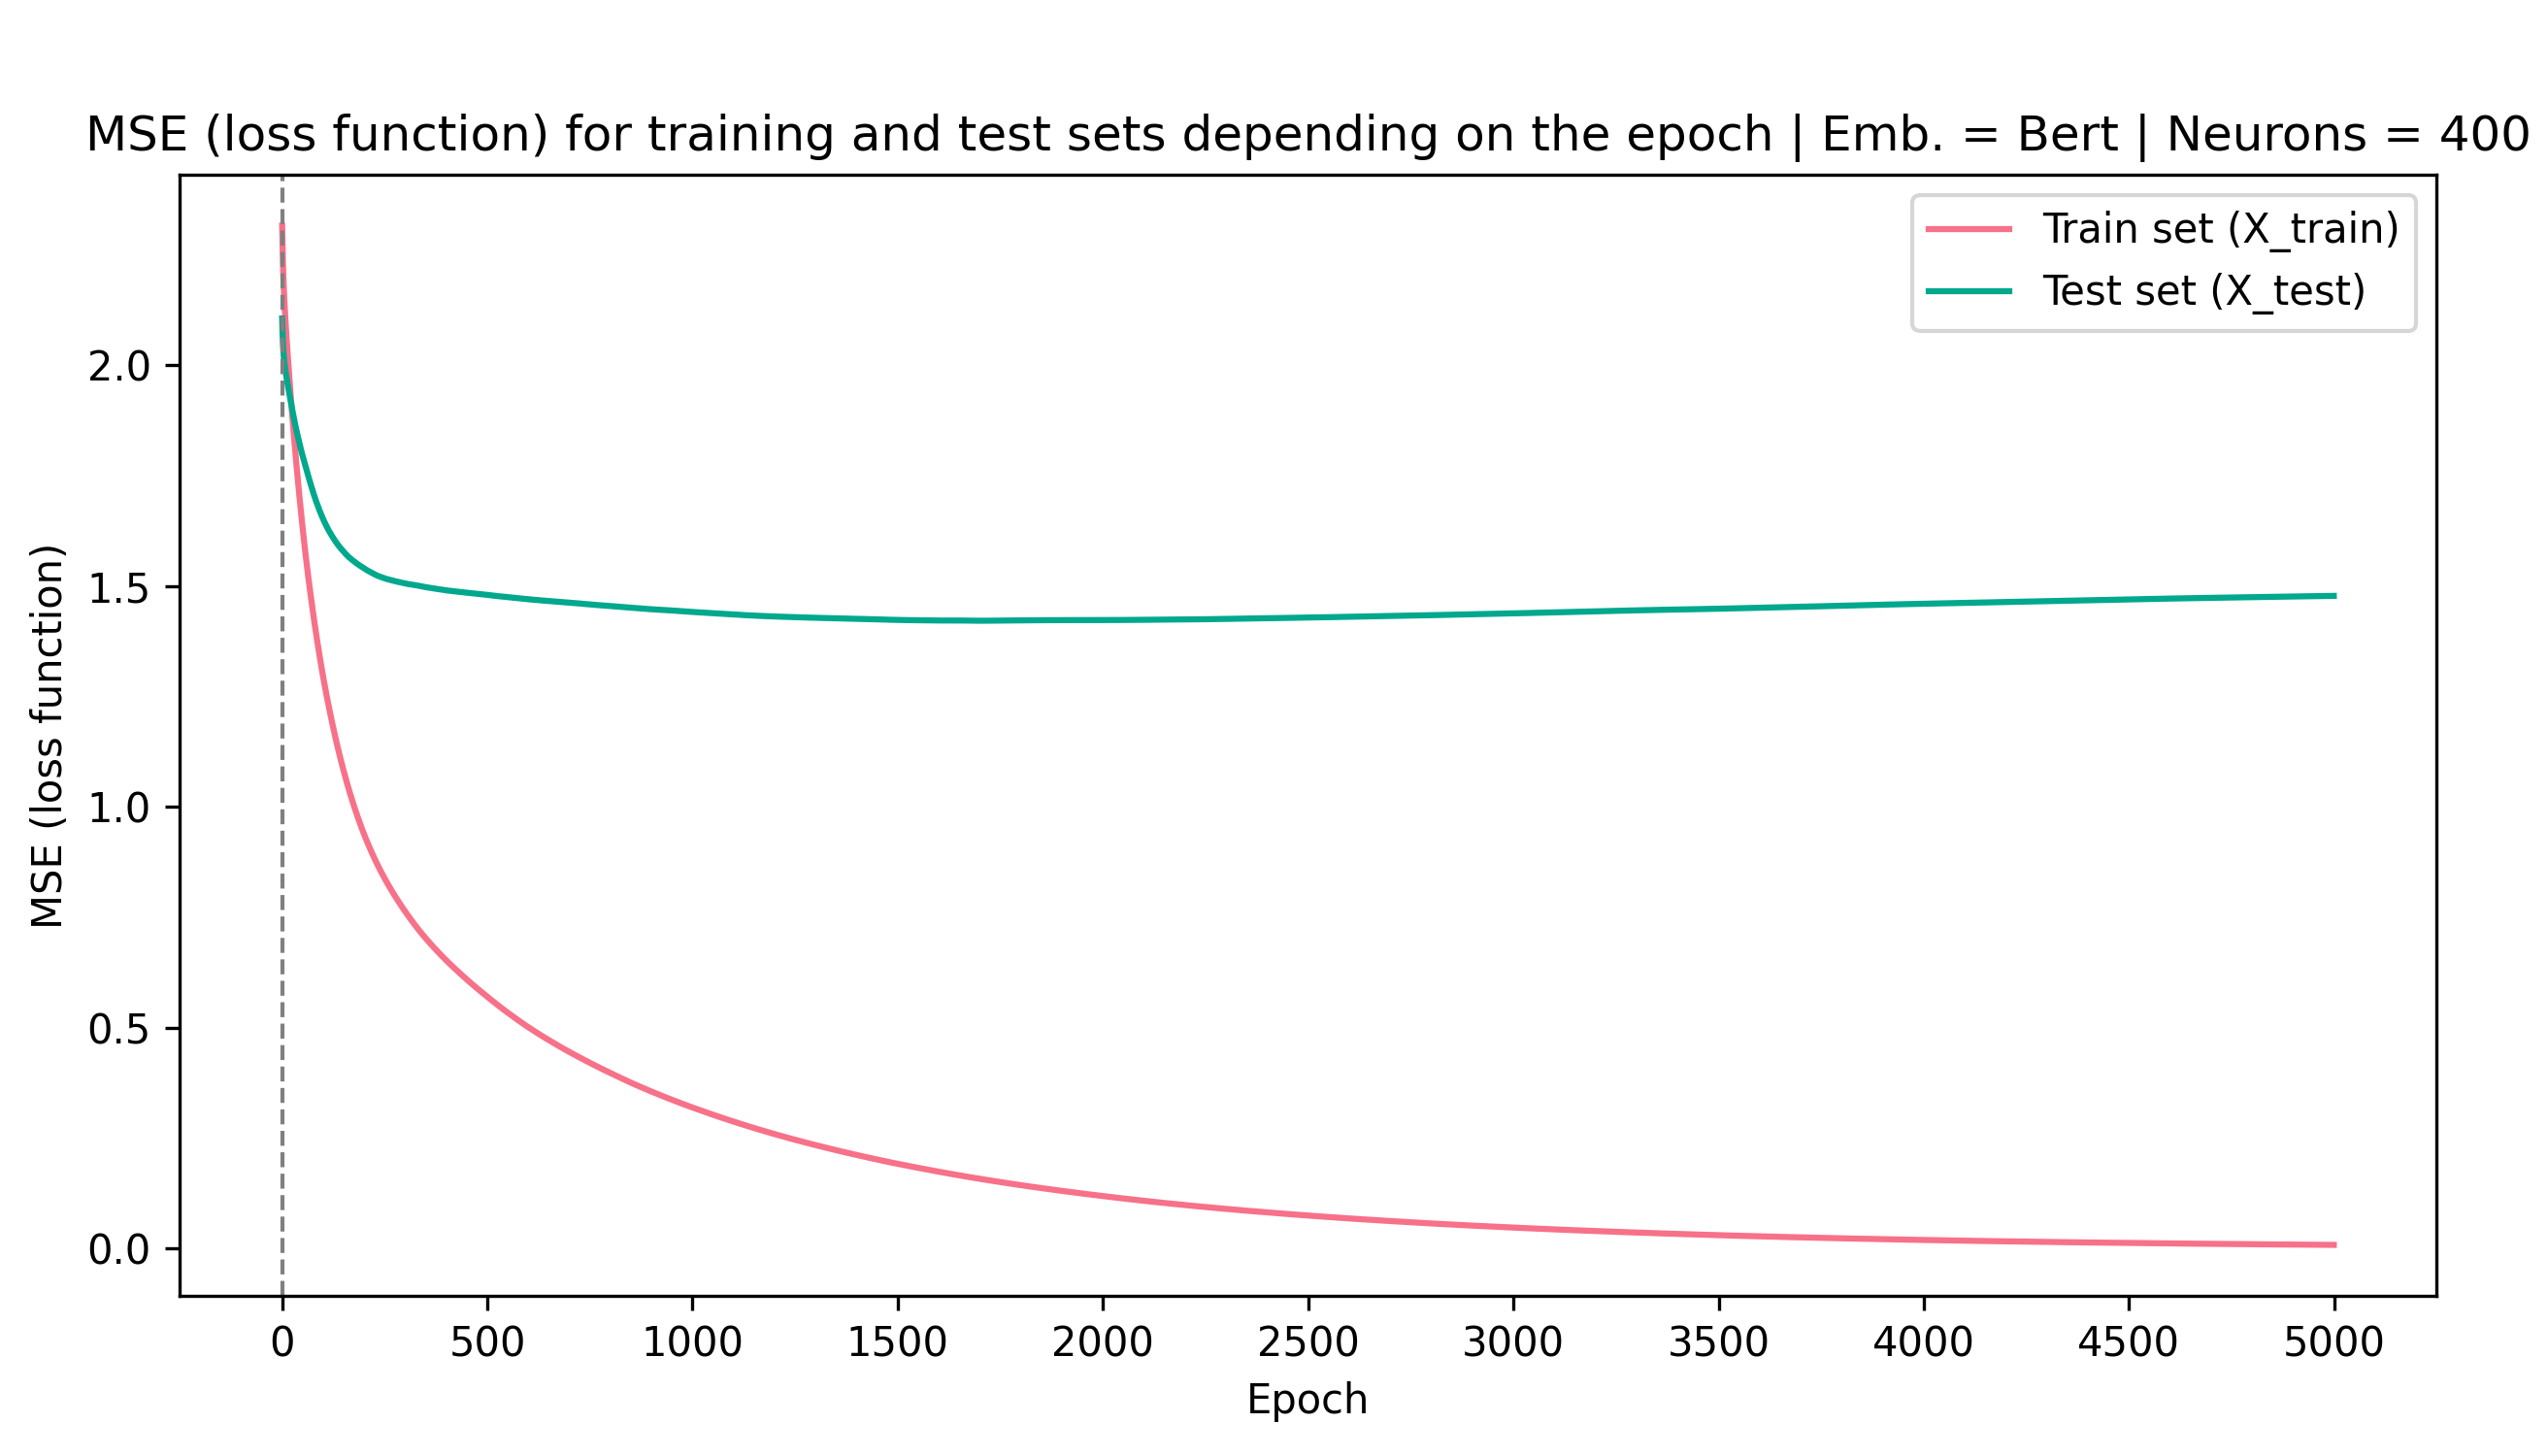 MSE (loss function) for training and test sets depending on the epoch | Emb. = Bert | Neurons = 400
Train set (X_train)
Test set (X_test)
MSE (loss function)
2.0
1.5
1.0
0.5
0.0
0 500 1000 1500 2000 2500 3000 3500 4000 4500 5000
Epoch